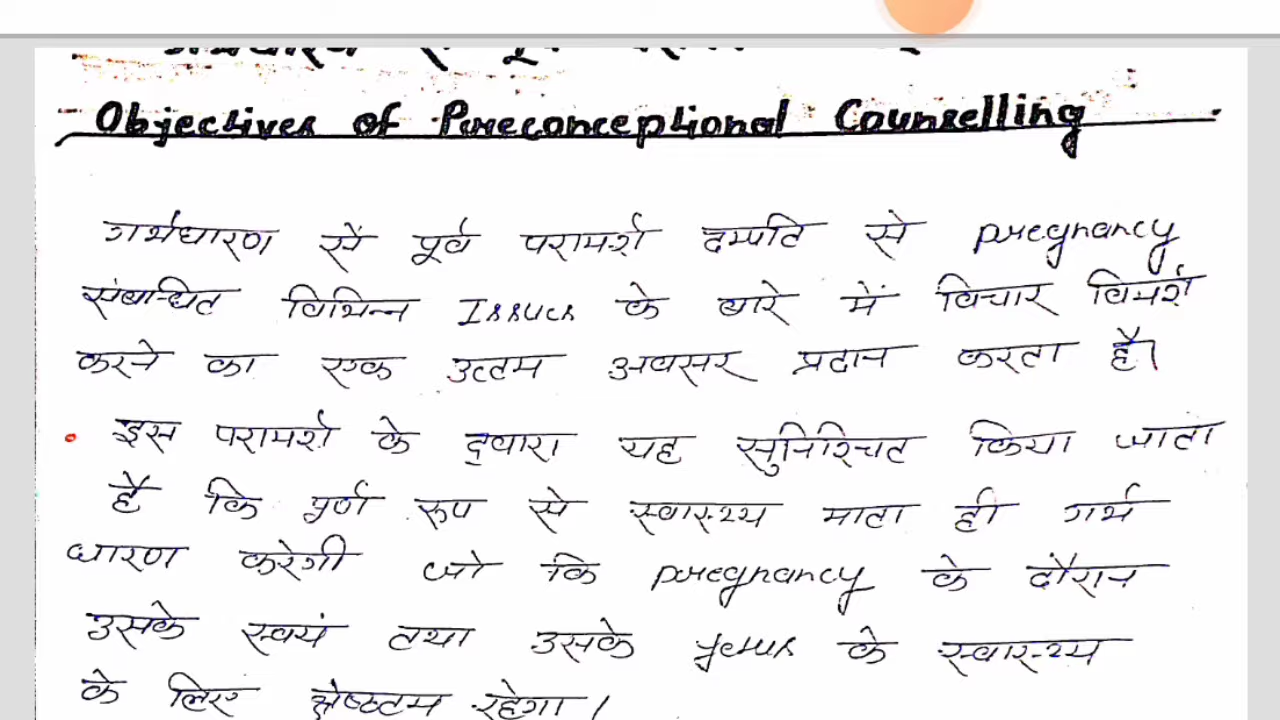 Objectives of Preconceptional Counselling
गर्भधारण से पूर्व परामर्श दम्पति से pregnancy
संबन्धित विभिन्न Issues के बारे में विचार विमर्श
करने का एक उत्तम अवसर प्रदान करता है।
• इस परामर्श के द्वारा यह सुनिश्चित किया जाता
है कि पूर्ण रूप से स्वास्थ्य माता ही गर्भ
धारण करेगी जो कि pregnancy के दौरान
उसके स्वयं तथा उसके fetus के स्वास्थ्य
के लिए श्रेष्ठतम रहेगा।